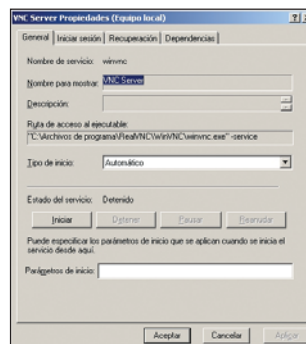 VNC Server Propiedades (Equipo local)
General Iniciar sesión Recuperación Dependencias
Nombre de servicio: winvnc
Nombre para mostrar: VNC Server
Descripción:
Ruta de acceso al ejecutable:
"C:\Archivos de programa\RealVNC\WinVNC\winvnc.exe" -service
Tipo de inicio: Automático
Estado del servicio: Detenido
Iniciar Detener Pausar Reanudar
Puede especificar los parámetros de inicio que se aplican cuando se inicia el
servicio desde aquí.
Parámetros de inicio:
Aceptar Cancelar Aplicar